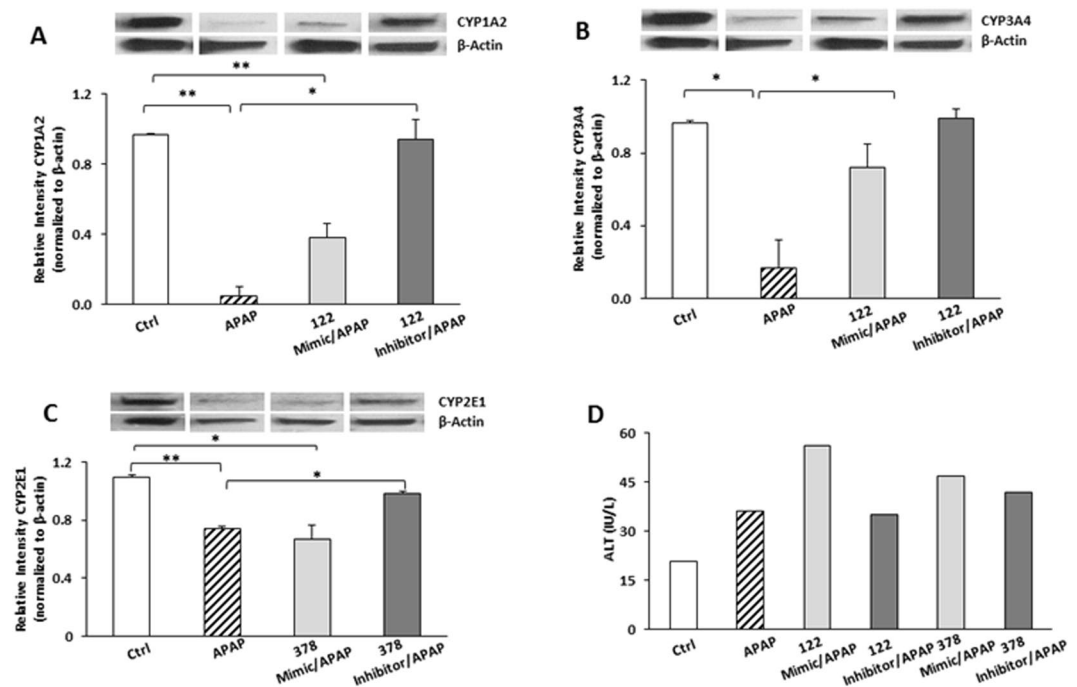 A
CYP1A2
β-Actin
**
**
*
Relative Intensity CYP1A2
(normalized to β-actin)
1.2
0.8
0.4
0.0
Ctrl
APAP
122
Mimic/APAP
122
Inhibitor/APAP
B
CYP3A4
β-Actin
*
*
Relative Intensity CYP3A4
(normalized to β-actin)
1.2
0.8
0.4
0.0
Ctrl
APAP
122
Mimic/APAP
122
Inhibitor/APAP
C
CYP2E1
β-Actin
*
**
*
Relative Intensity CYP2E1
(normalized to β-actin)
1.2
0.8
0.4
0
Ctrl
APAP
378
Mimic/APAP
378
Inhibitor/APAP
D
ALT (IU/L)
60
45
30
15
0
Ctrl
APAP
122
Mimic/APAP
122
Inhibitor/APAP
378
Mimic/APAP
378
Inhibitor/APAP